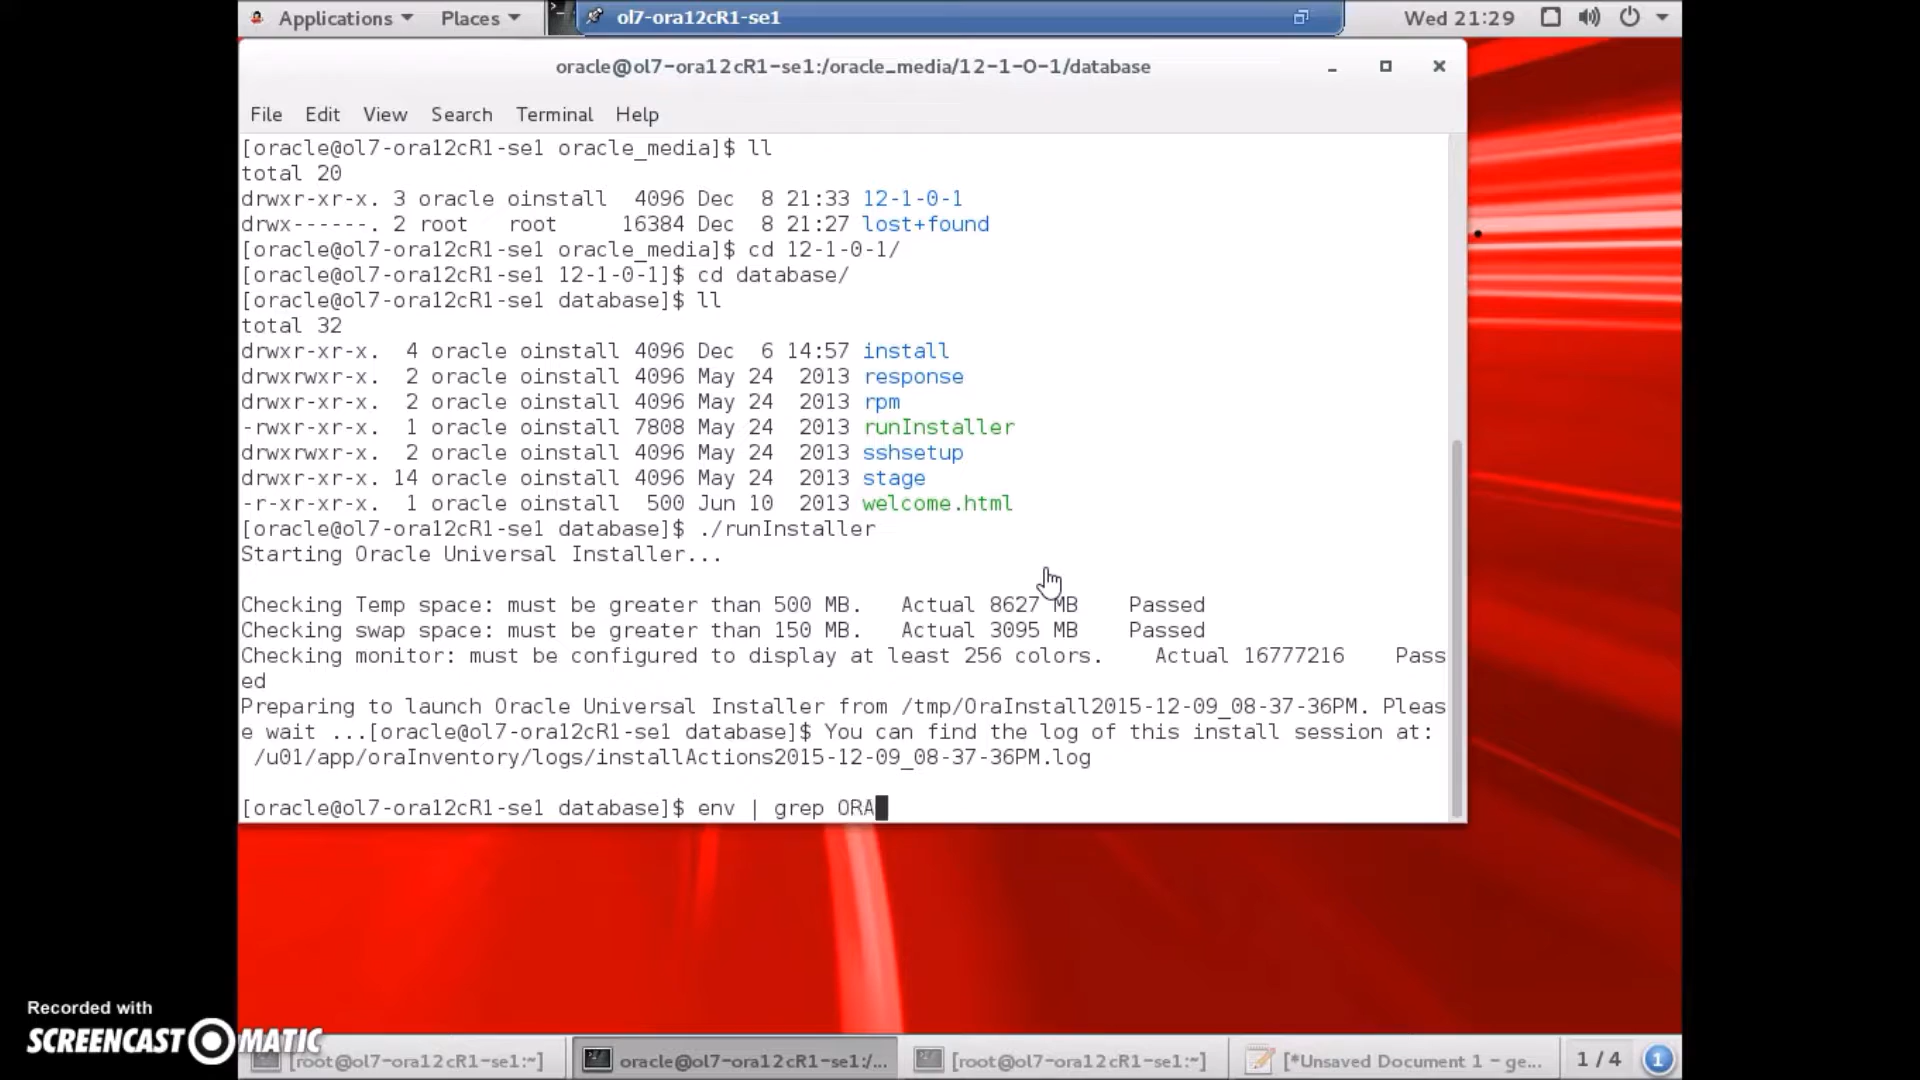 Applications Places ol7-ora12cR1-se1 Wed 21:29
oracle@ol7-ora12cR1-se1:/oracle_media/12-1-0-1/database
File Edit View Search Terminal Help
[oracle@ol7-ora12cR1-se1 oracle_media]$ ll
total 20
drwxr-xr-x. 3 oracle oinstall 4096 Dec 8 21:33 12-1-0-1
drwx------. 2 root root 16384 Dec 8 21:27 lost+found
[oracle@ol7-ora12cR1-se1 oracle_media]$ cd 12-1-0-1/
[oracle@ol7-ora12cR1-se1 12-1-0-1]$ cd database/
[oracle@ol7-ora12cR1-se1 database]$ ll
total 32
drwxr-xr-x. 4 oracle oinstall 4096 Dec 6 14:57 install
drwxrwxr-x. 2 oracle oinstall 4096 May 24 2013 response
drwxr-xr-x. 2 oracle oinstall 4096 May 24 2013 rpm
-rwxr-xr-x. 1 oracle oinstall 7808 May 24 2013 runInstaller
drwxrwxr-x. 2 oracle oinstall 4096 May 24 2013 sshsetup
drwxr-xr-x. 14 oracle oinstall 4096 May 24 2013 stage
-r-xr-xr-x. 1 oracle oinstall 500 Jun 10 2013 welcome.html
[oracle@ol7-ora12cR1-se1 database]$ ./runInstaller
Starting Oracle Universal Installer...
Checking Temp space: must be greater than 500 MB. Actual 8627 MB Passed
Checking swap space: must be greater than 150 MB. Actual 3095 MB Passed
Checking monitor: must be configured to display at least 256 colors. Actual 16777216 Pass
ed
Preparing to launch Oracle Universal Installer from /tmp/OraInstall2015-12-09_08-37-36PM. Pleas
e wait ...[oracle@ol7-ora12cR1-se1 database]$ You can find the log of this install session at:
/u01/app/oraInventory/logs/installActions2015-12-09_08-37-36PM.log
[oracle@ol7-ora12cR1-se1 database]$ env | grep ORA
Recorded with
SCREENCAST MATIC
[root@ol7-ora12cR1-se1:~] oracle@ol7-ora12cR1-se1:/... [root@ol7-ora12cR1-se1:~] [*Unsaved Document 1 - ge... 1 / 4 1